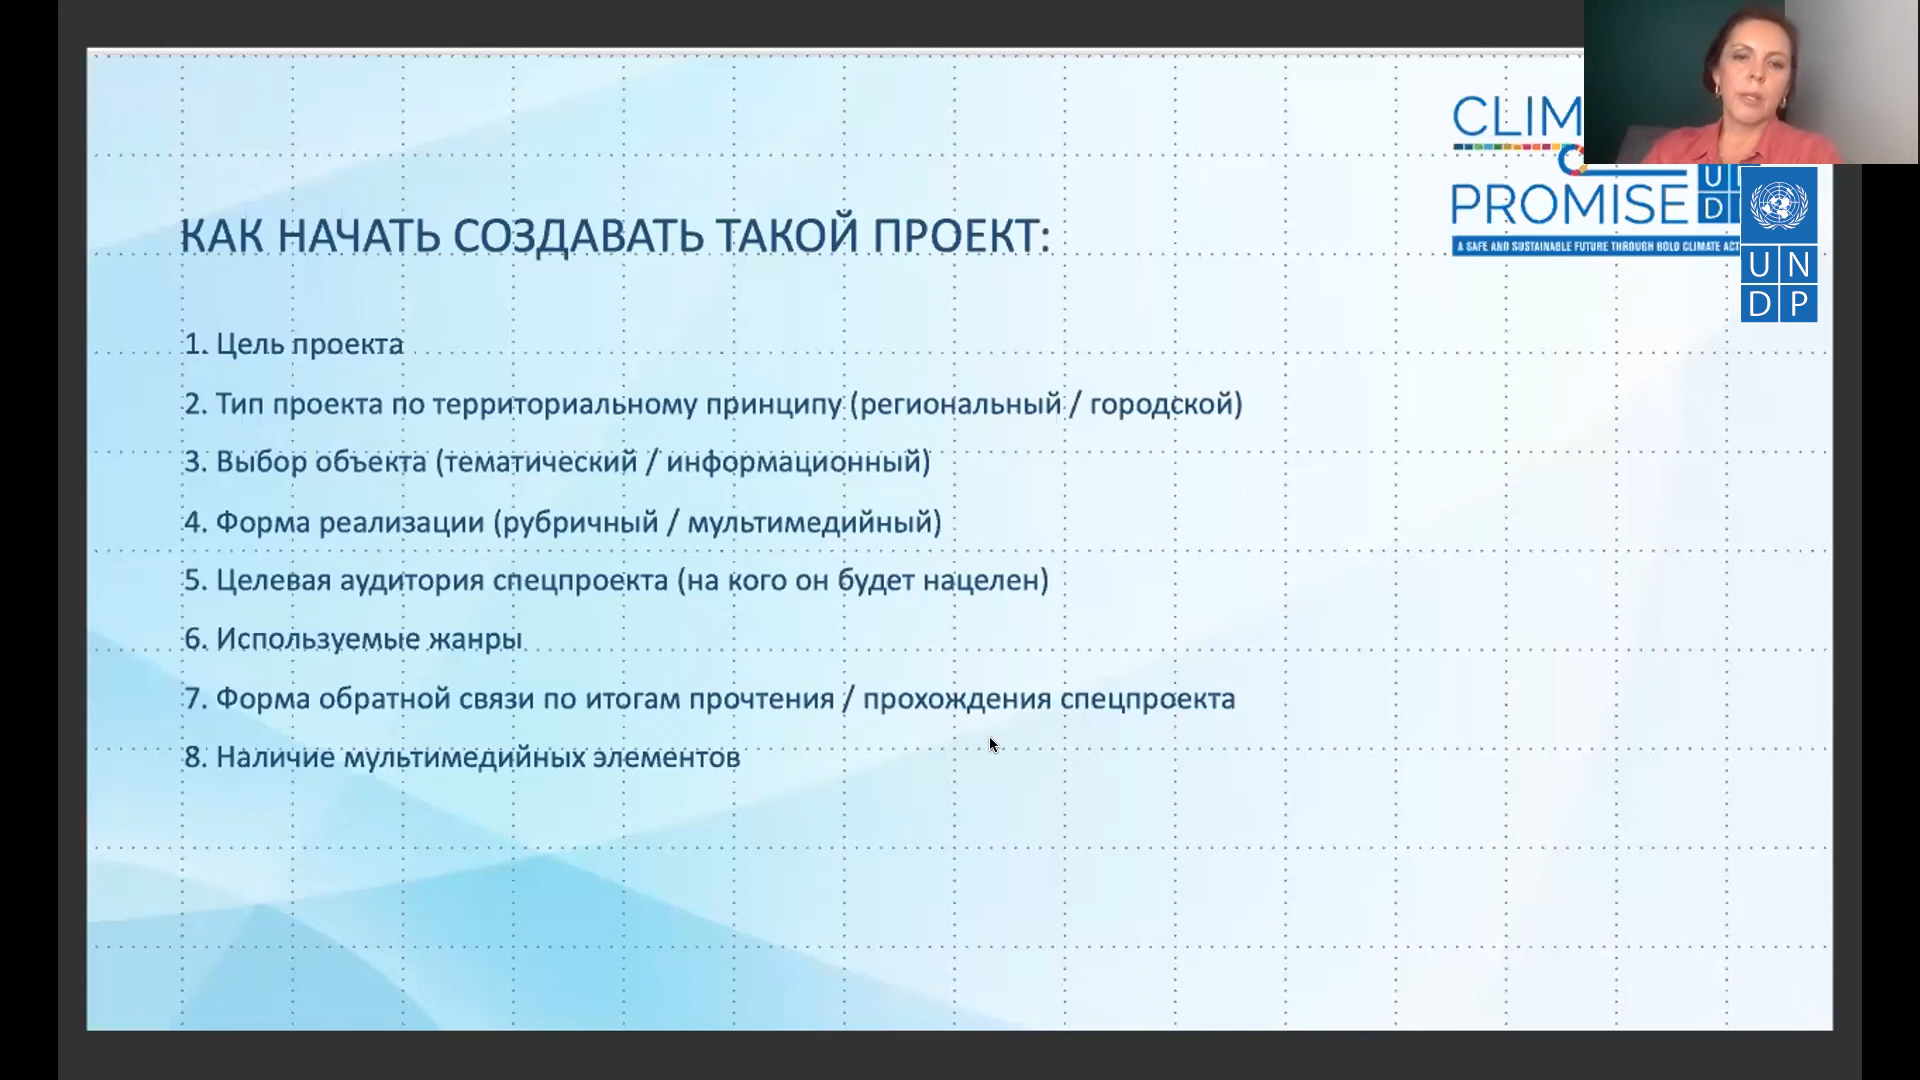 CLIM
PROMISE
U
D
A SAFE AND SUSTAINABLE FUTURE THROUGH BOLD CLIMATE ACT
U N
D P
КАК НАЧАТЬ СОЗДАВАТЬ ТАКОЙ ПРОЕКТ:
1. Цель проекта
2. Тип проекта по территориальному принципу (региональный / городской)
3. Выбор объекта (тематический / информационный)
4. Форма реализации (рубричный / мультимедийный)
5. Целевая аудитория спецпроекта (на кого он будет нацелен)
6. Используемые жанры
7. Форма обратной связи по итогам прочтения / прохождения спецпроекта
8. Наличие мультимедийных элементов